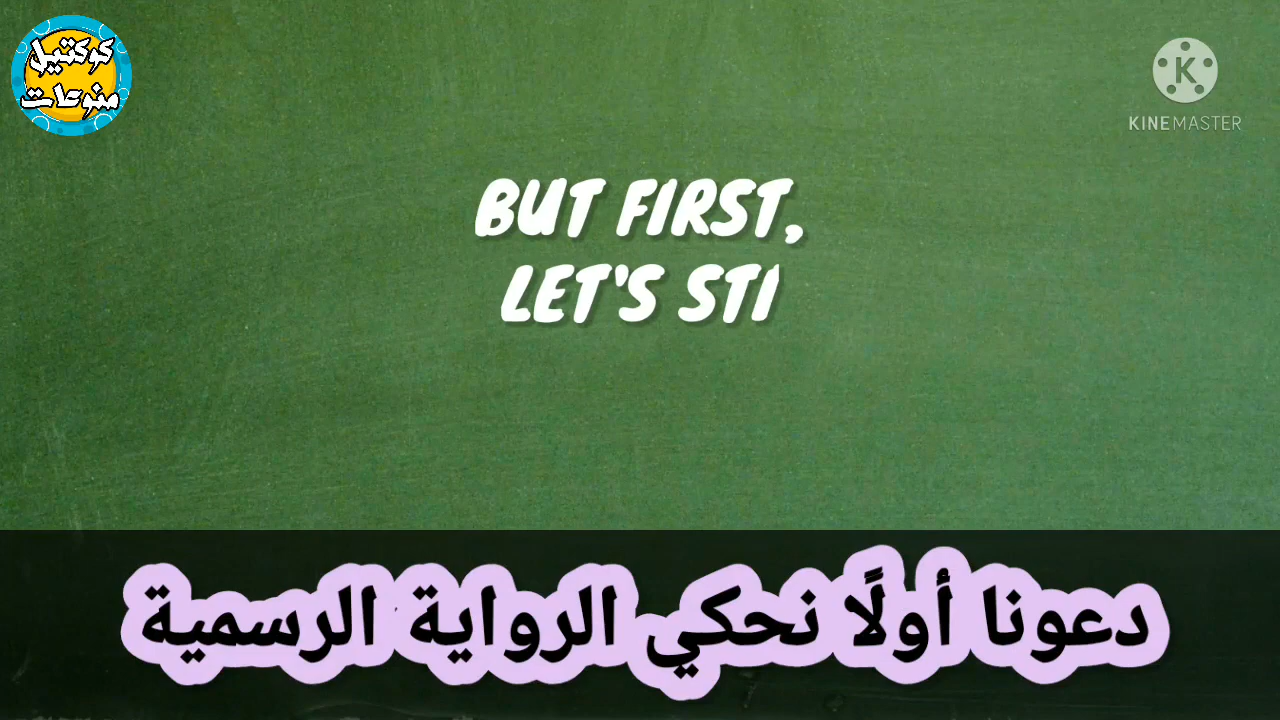 كوكتيل
منوعات
K
KINEMASTER
BUT FIRST,
LET'S STI
دعونا أولًا نحكي الرواية الرسمية